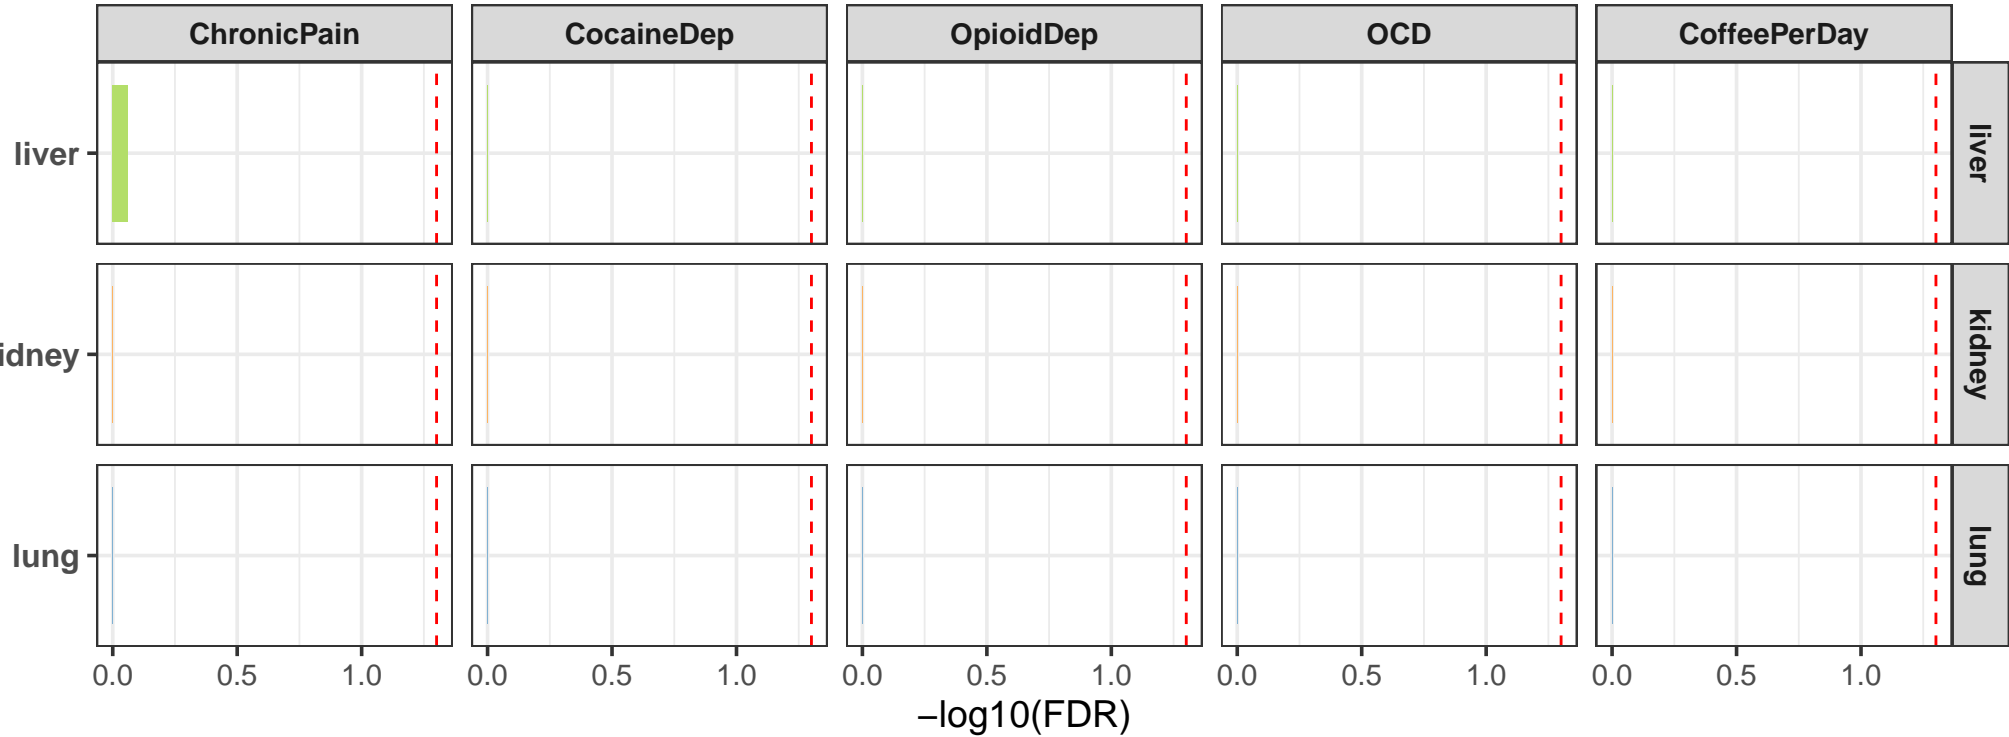 ChronicPain CocaineDep OpioidDep OCD CoffeePerDay
liver liver
idney kidney
lung lung
0.0 0.5 1.0 0.0 0.5 1.0 0.0 0.5 1.0 0.0 0.5 1.0 0.0 0.5 1.0
−log10(FDR)